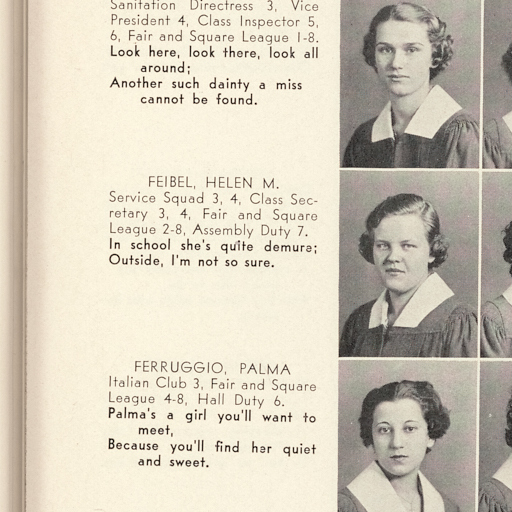 Sanitation Directress 3, Vice
President 4, Class Inspector 5,
6, Fair and Square League 1-8.
Look here, look there, look all
around;
Another such dainty a miss
cannot be found.
FEIBEL, HELEN M.
Service Squad 3, 4, Class Sec-
retary 3, 4, Fair and Square
League 2-8, Assembly Duty 7.
In school she's quite demure;
Outside, I'm not so sure.
FERRUGGIO, PALMA
Italian Club 3, Fair and Square
League 4-8, Hall Duty 6.
Palma's a girl you'll want to
meet,
Because you'll find her quiet
and sweet.